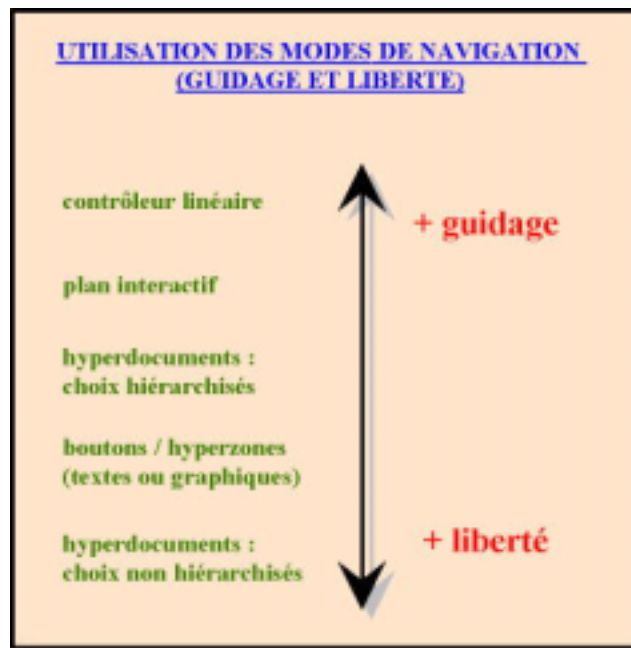 UTILISATION DES MODES DE NAVIGATION
(GUIDAGE ET LIBERTE)
contrôleur linéaire
+ guidage
plan interactif
hyperdocuments :
choix hiérarchisés
boutons / hyperzones
(textes ou graphiques)
+ liberté
hyperdocuments :
choix non hiérarchisés